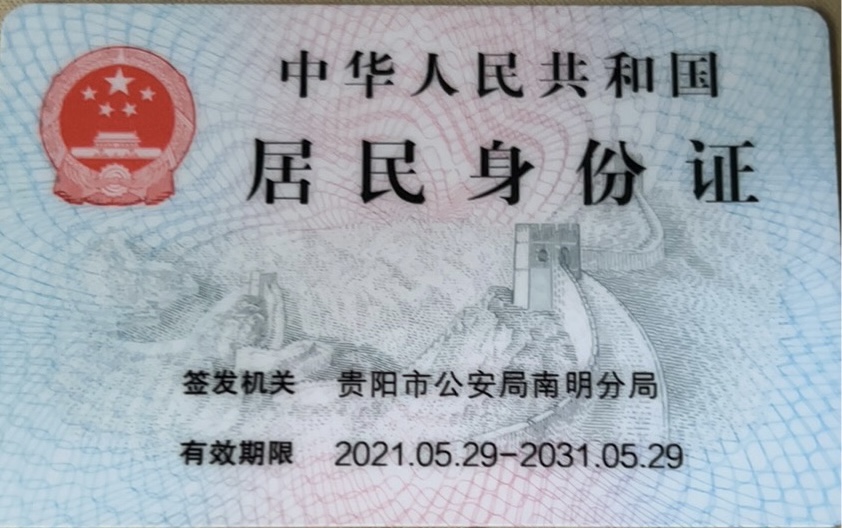 中华人民共和国
居民身份证
签发机关 贵阳市公安局南明分局
有效期限 2021.05.29-2031.05.29